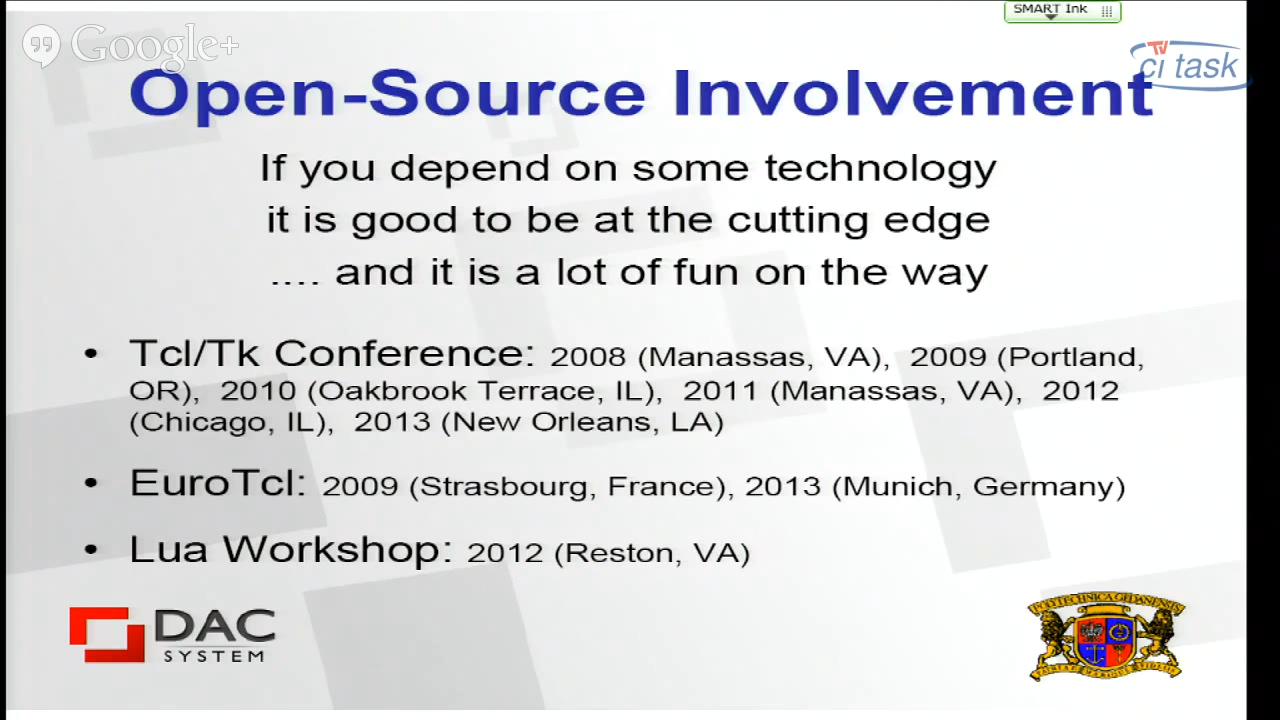 SMART Ink
Google+
TV
ci task
Open-Source Involvement
If you depend on some technology
it is good to be at the cutting edge
.... and it is a lot of fun on the way
• Tcl/Tk Conference: 2008 (Manassas, VA), 2009 (Portland,
OR), 2010 (Oakbrook Terrace, IL), 2011 (Manassas, VA), 2012
(Chicago, IL), 2013 (New Orleans, LA)
• EuroTcl: 2009 (Strasbourg, France), 2013 (Munich, Germany)
• Lua Workshop: 2012 (Reston, VA)
DAC
SYSTEM
POLYTECHNICA GEDANENSIS